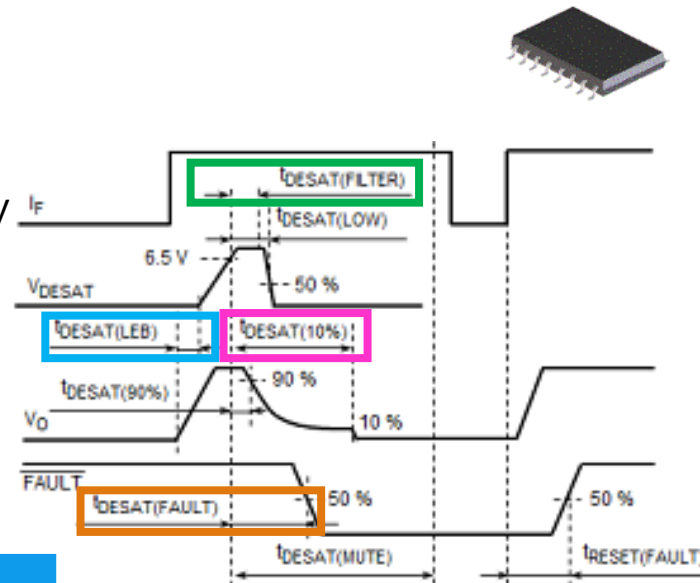 tDESAT(FILTER)
IF
tDESAT(LOW)
6.5 V
50 %
VDESAT
tDESAT(LEB)
tDESAT(10%)
90 %
tDESAT(90%)
VO
10 %
FAULT
50 %
50 %
tDESAT(FAULT)
tDESAT(MUTE)
tRESET(FAULT